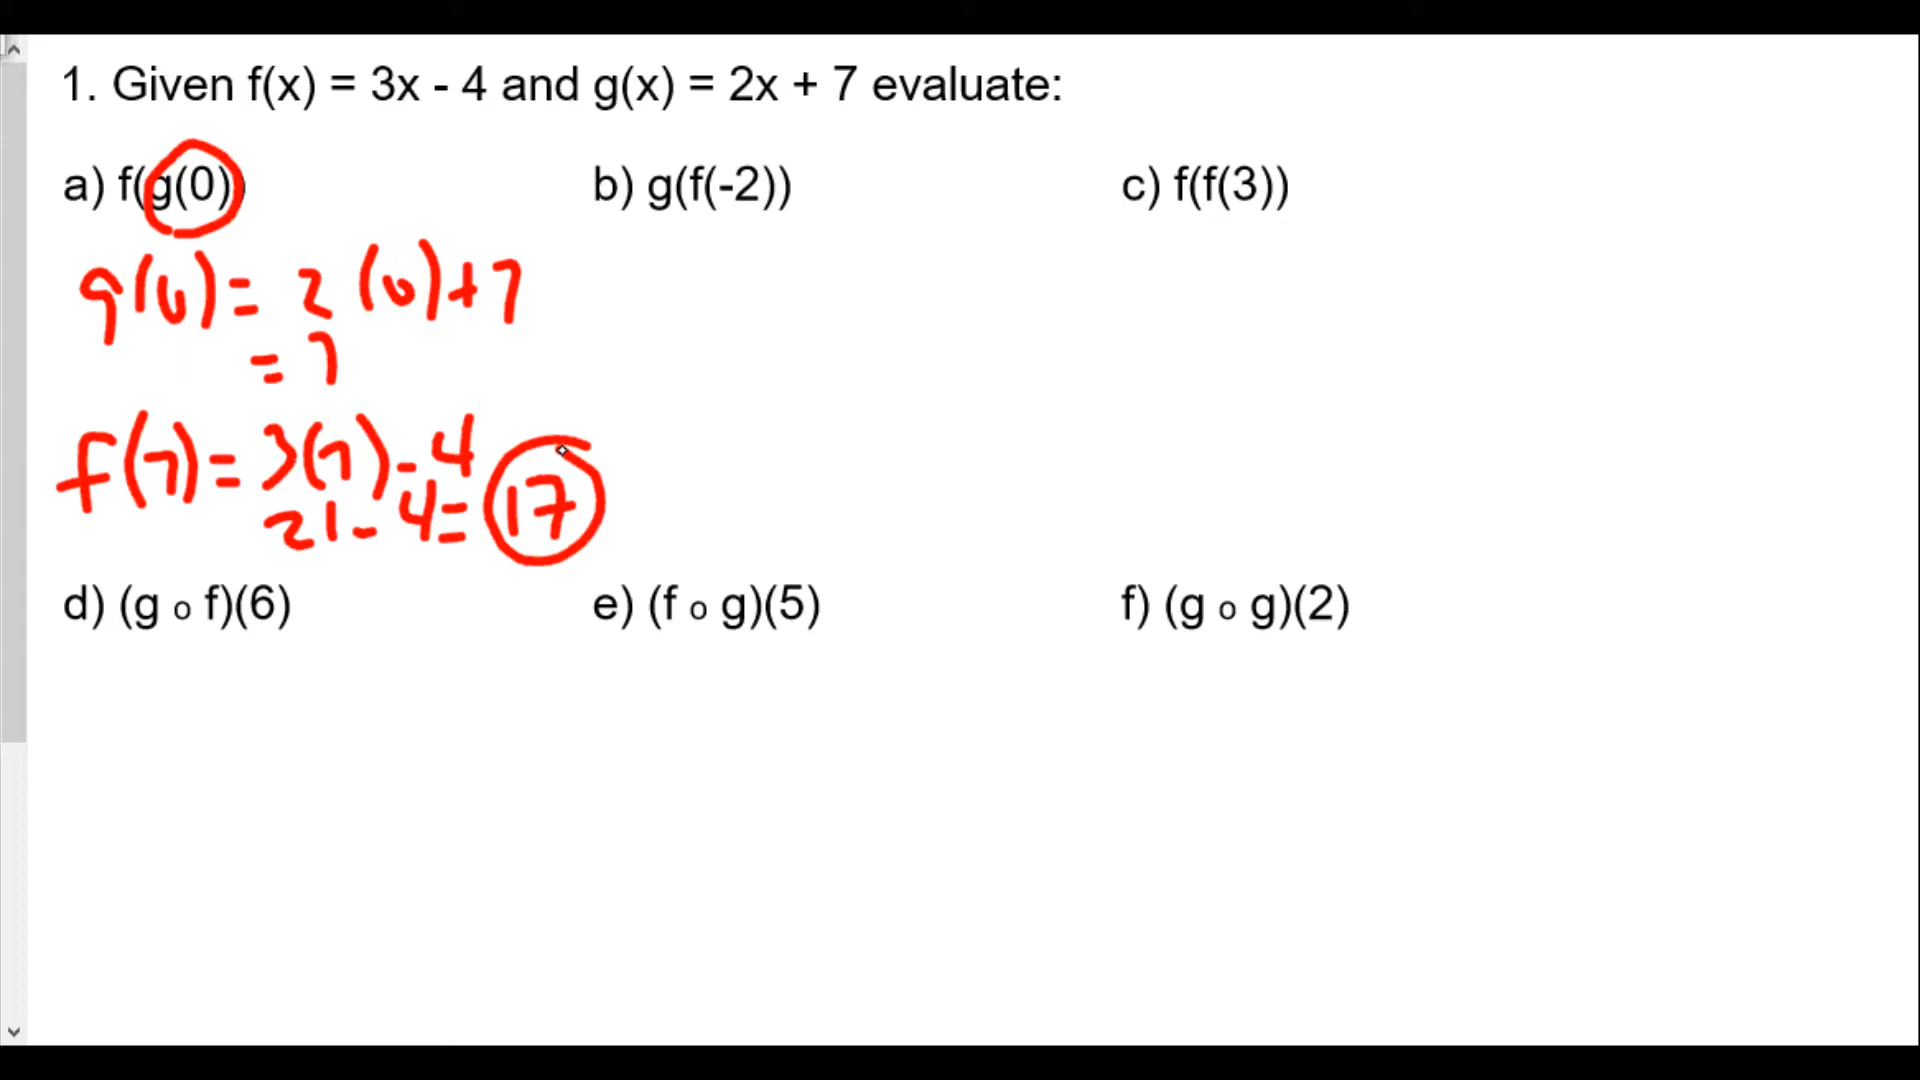 1. Given f(x) = 3x - 4 and g(x) = 2x + 7 evaluate:
a) f(g(0))
b) g(f(-2))
c) f(f(3))
g(0) = 2(0)+7
= 7
f(7) = 3(7) - 4
21 - 4 = 17
d) (g o f)(6)
e) (f o g)(5)
f) (g o g)(2)